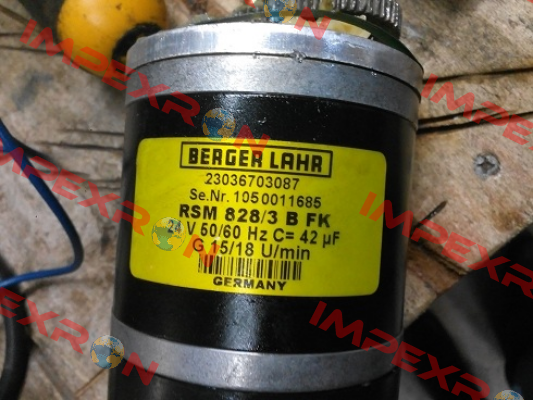 BERGER LAHR
23036703087
Se.Nr. 1050011685
RSM 828/3 B FK
24 V 50/60 Hz C= 42 µF
G 15/18 U/min
GERMANY
IMPEXRON
IMPEXRON
IMPEXRON
IMPEXRON